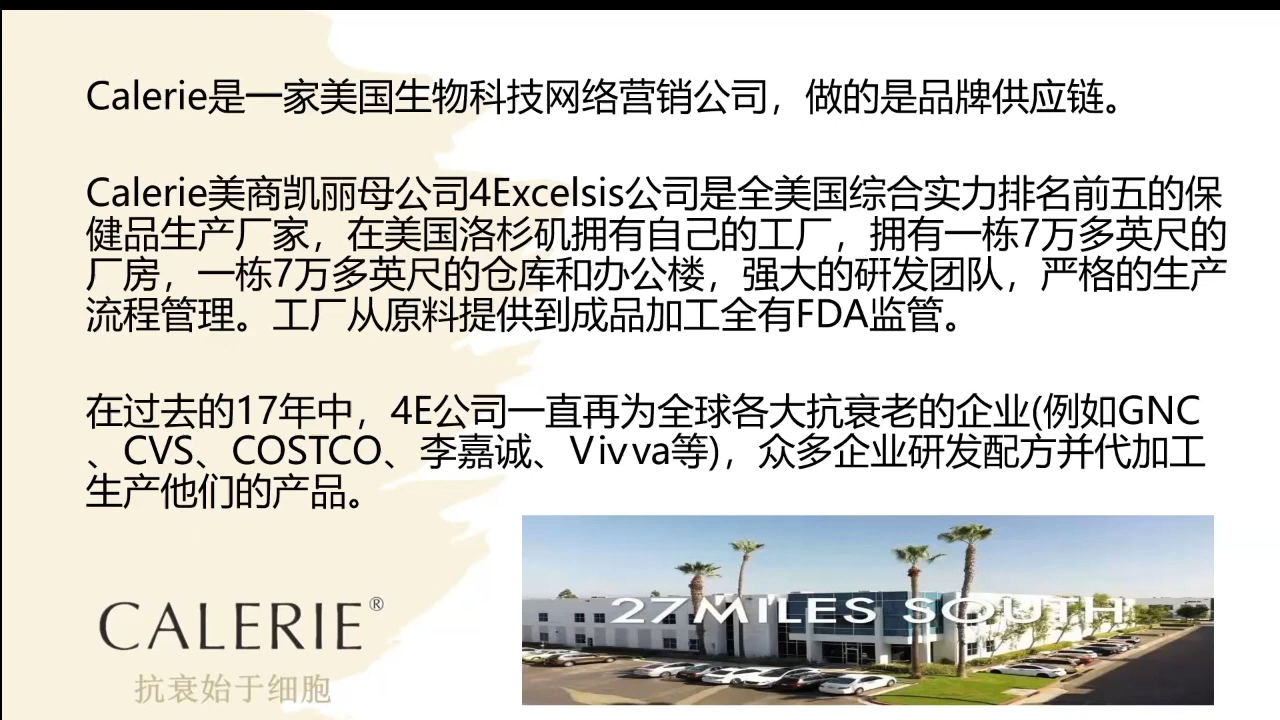 Calerie是一家美国生物科技网络营销公司，做的是品牌供应链。
Calerie美商凯丽母公司4Excelsis公司是全美国综合实力排名前五的保
健品生产厂家，在美国洛杉矶拥有自己的工厂，拥有一栋7万多英尺的
厂房，一栋7万多英尺的仓库和办公楼，强大的研发团队，严格的生产
流程管理。工厂从原料提供到成品加工全有FDA监管。
在过去的17年中，4E公司一直再为全球各大抗衰老的企业(例如GNC
、CVS、COSTCO、李嘉诚、Vivva等)，众多企业研发配方并代加工
生产他们的产品。
27 MILES SOUTH
CALERIE®
抗衰始于细胞